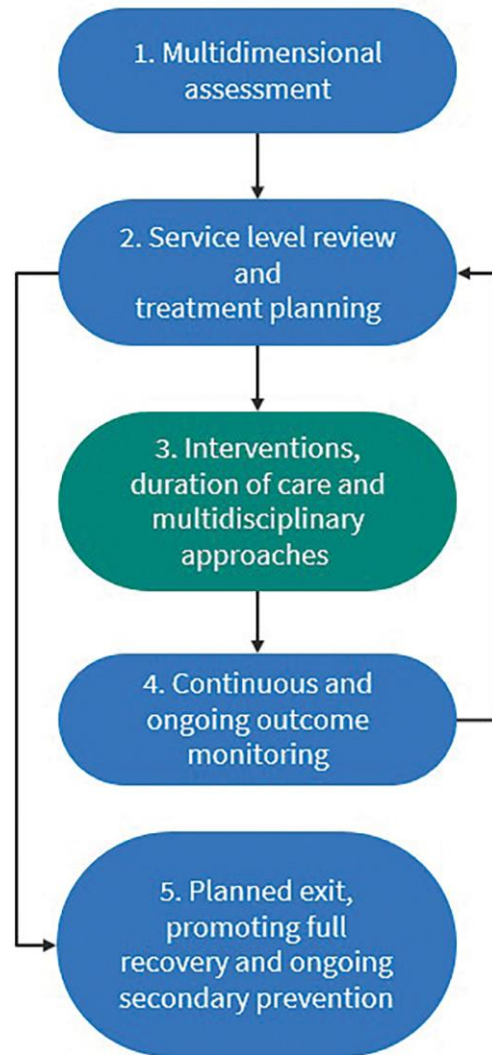 1. Multidimensional
assessment
2. Service level review
and
treatment planning
3. Interventions,
duration of care and
multidisciplinary
approaches
4. Continuous and
ongoing outcome
monitoring
5. Planned exit,
promoting full
recovery and ongoing
secondary prevention